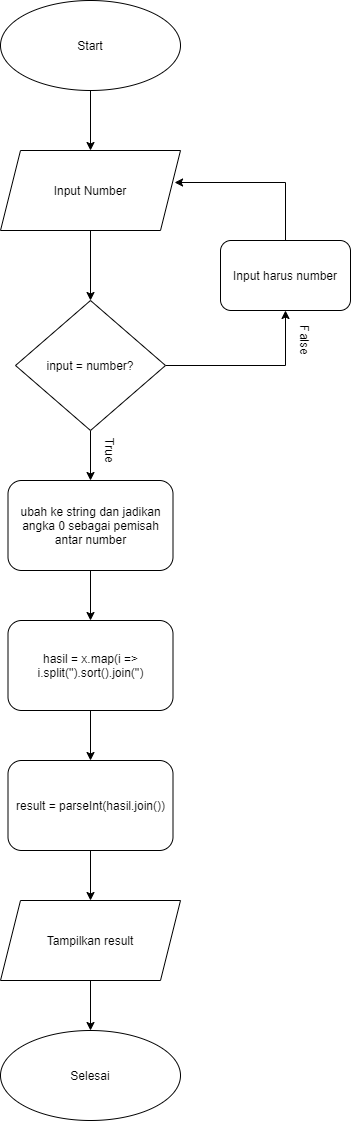 Start
Input Number
Input harus number
input = number?
False
True
ubah ke string dan jadikan
angka 0 sebagai pemisah
antar number
hasil = x.map(i =>
i.split('').sort().join('')
result = parseInt(hasil.join())
Tampilkan result
Selesai